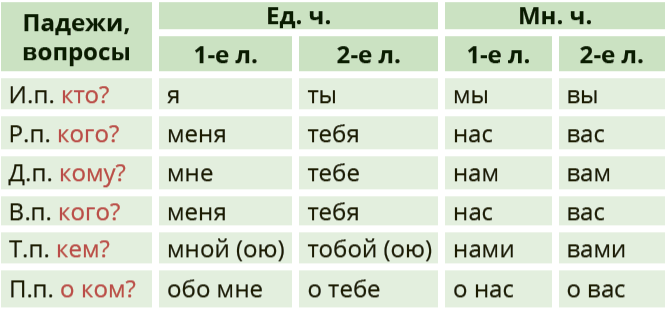 Падежи, вопросы Ед. ч. Мн. ч.
1-е л. 2-е л. 1-е л. 2-е л.
И.п. кто? я ты мы вы
Р.п. кого? меня тебя нас вас
Д.п. кому? мне тебе нам вам
В.п. кого? меня тебя нас вас
Т.п. кем? мной (ою) тобой (ою) нами вами
П.п. о ком? обо мне о тебе о нас о вас